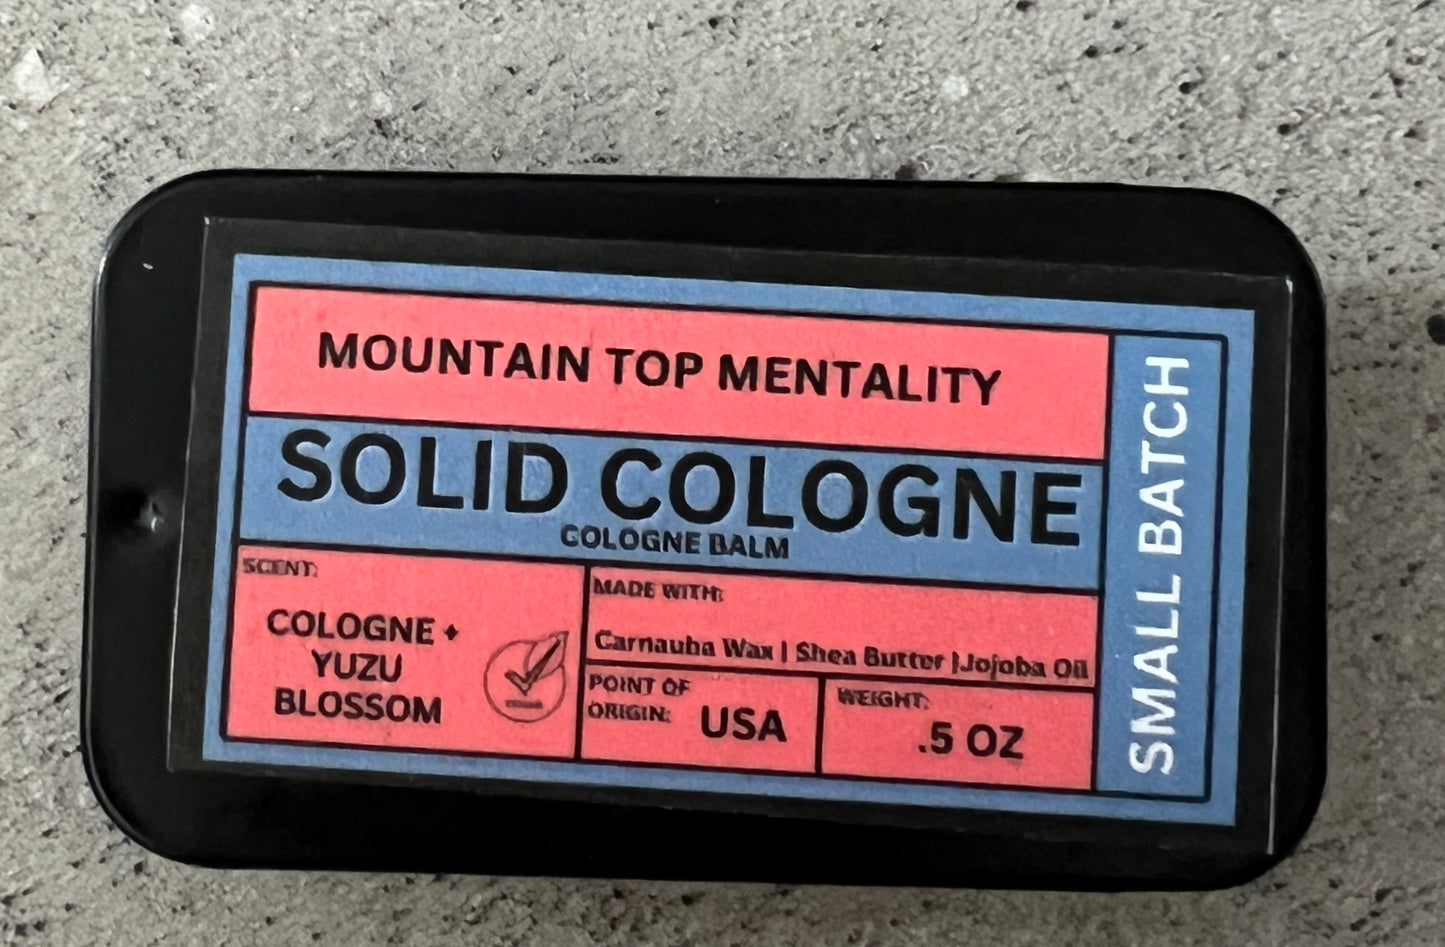 MOUNTAIN TOP MENTALITY
SOLID COLOGNE
COLOGNE BALM
SCENT:
COLOGNE +
YUZU
BLOSSOM
MADE WITH:
Carnauba Wax | Shea Butter |Jojoba Oil
POINT OF
ORIGIN:
USA
WEIGHT:
.5 OZ
SMALL BATCH